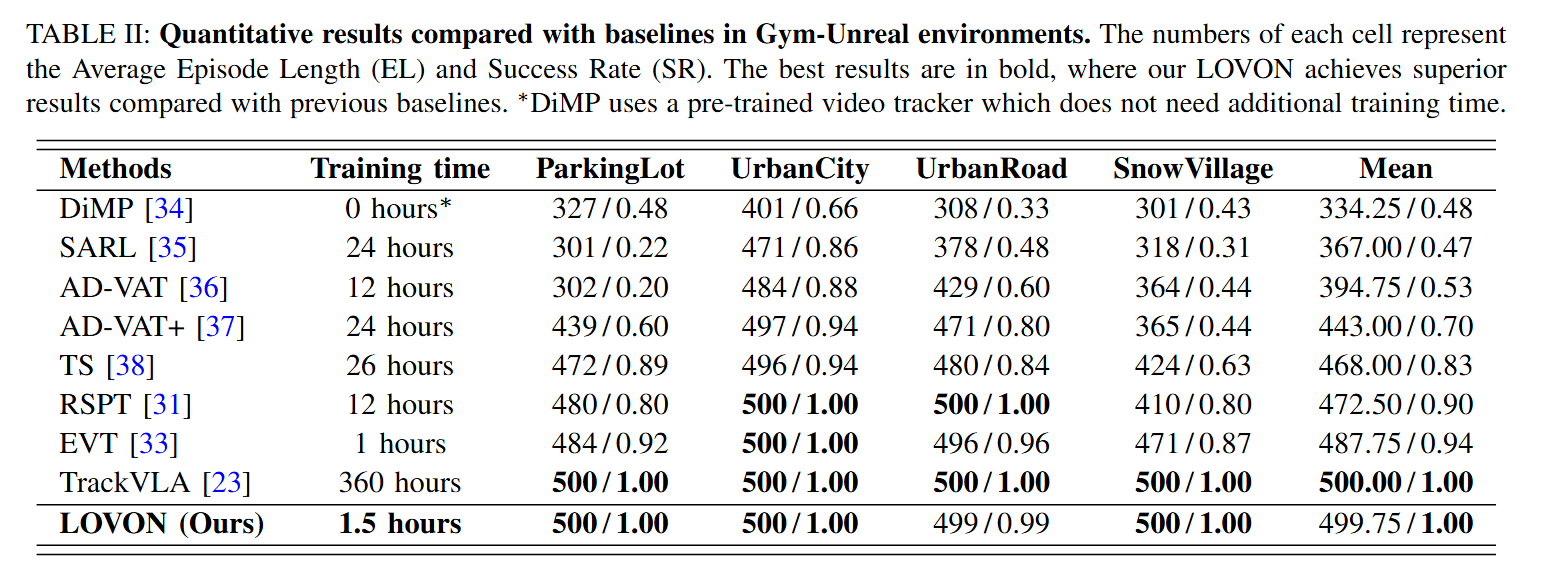 TABLE II: Quantitative results compared with baselines in Gym-Unreal environments. The numbers of each cell represent
the Average Episode Length (EL) and Success Rate (SR). The best results are in bold, where our LOVON achieves superior
results compared with previous baselines. *DiMP uses a pre-trained video tracker which does not need additional training time.
Methods Training time ParkingLot UrbanCity UrbanRoad SnowVillage Mean
DiMP [34] 0 hours* 327/0.48 401/0.66 308/0.33 301/0.43 334.25/0.48
SARL [35] 24 hours 301/0.22 471/0.86 378/0.48 318/0.31 367.00/0.47
AD-VAT [36] 12 hours 302/0.20 484/0.88 429/0.60 364/0.44 394.75/0.53
AD-VAT+ [37] 24 hours 439/0.60 497/0.94 471/0.80 365/0.44 443.00/0.70
TS [38] 26 hours 472/0.89 496/0.94 480/0.84 424/0.63 468.00/0.83
RSPT [31] 12 hours 480/0.80 500/1.00 500/1.00 410/0.80 472.50/0.90
EVT [33] 1 hours 484/0.92 500/1.00 496/0.96 471/0.87 487.75/0.94
TrackVLA [23] 360 hours 500/1.00 500/1.00 500/1.00 500/1.00 500.00/1.00
LOVON (Ours) 1.5 hours 500/1.00 500/1.00 499/0.99 500/1.00 499.75/1.00